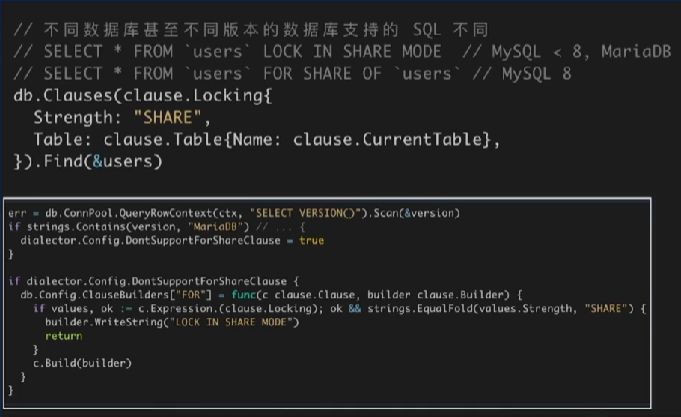 // 不同数据库甚至不同版本的数据库支持的 SQL 不同
// SELECT * FROM `users` LOCK IN SHARE MODE  // MySQL < 8, MariaDB
// SELECT * FROM `users` FOR SHARE OF `users` // MySQL 8
db.Clauses(clause.Locking{
  Strength: "SHARE",
  Table: clause.Table{Name: clause.CurrentTable},
}).Find(&users)
err = db.ConnPool.QueryRowContext(ctx, "SELECT VERSION()").Scan(&version)
if strings.Contains(version, "MariaDB") // ... {
  dialector.Config.DontSupportForShareClause = true
}
if dialector.Config.DontSupportForShareClause {
  db.Config.ClauseBuilders["FOR"] = func(c clause.Clause, builder clause.Builder) {
    if values, ok := c.Expression.(clause.Locking); ok && strings.EqualFold(values.Strength, "SHARE") {
      builder.WriteString("LOCK IN SHARE MODE")
      return
    }
    c.Build(builder)
  }
}